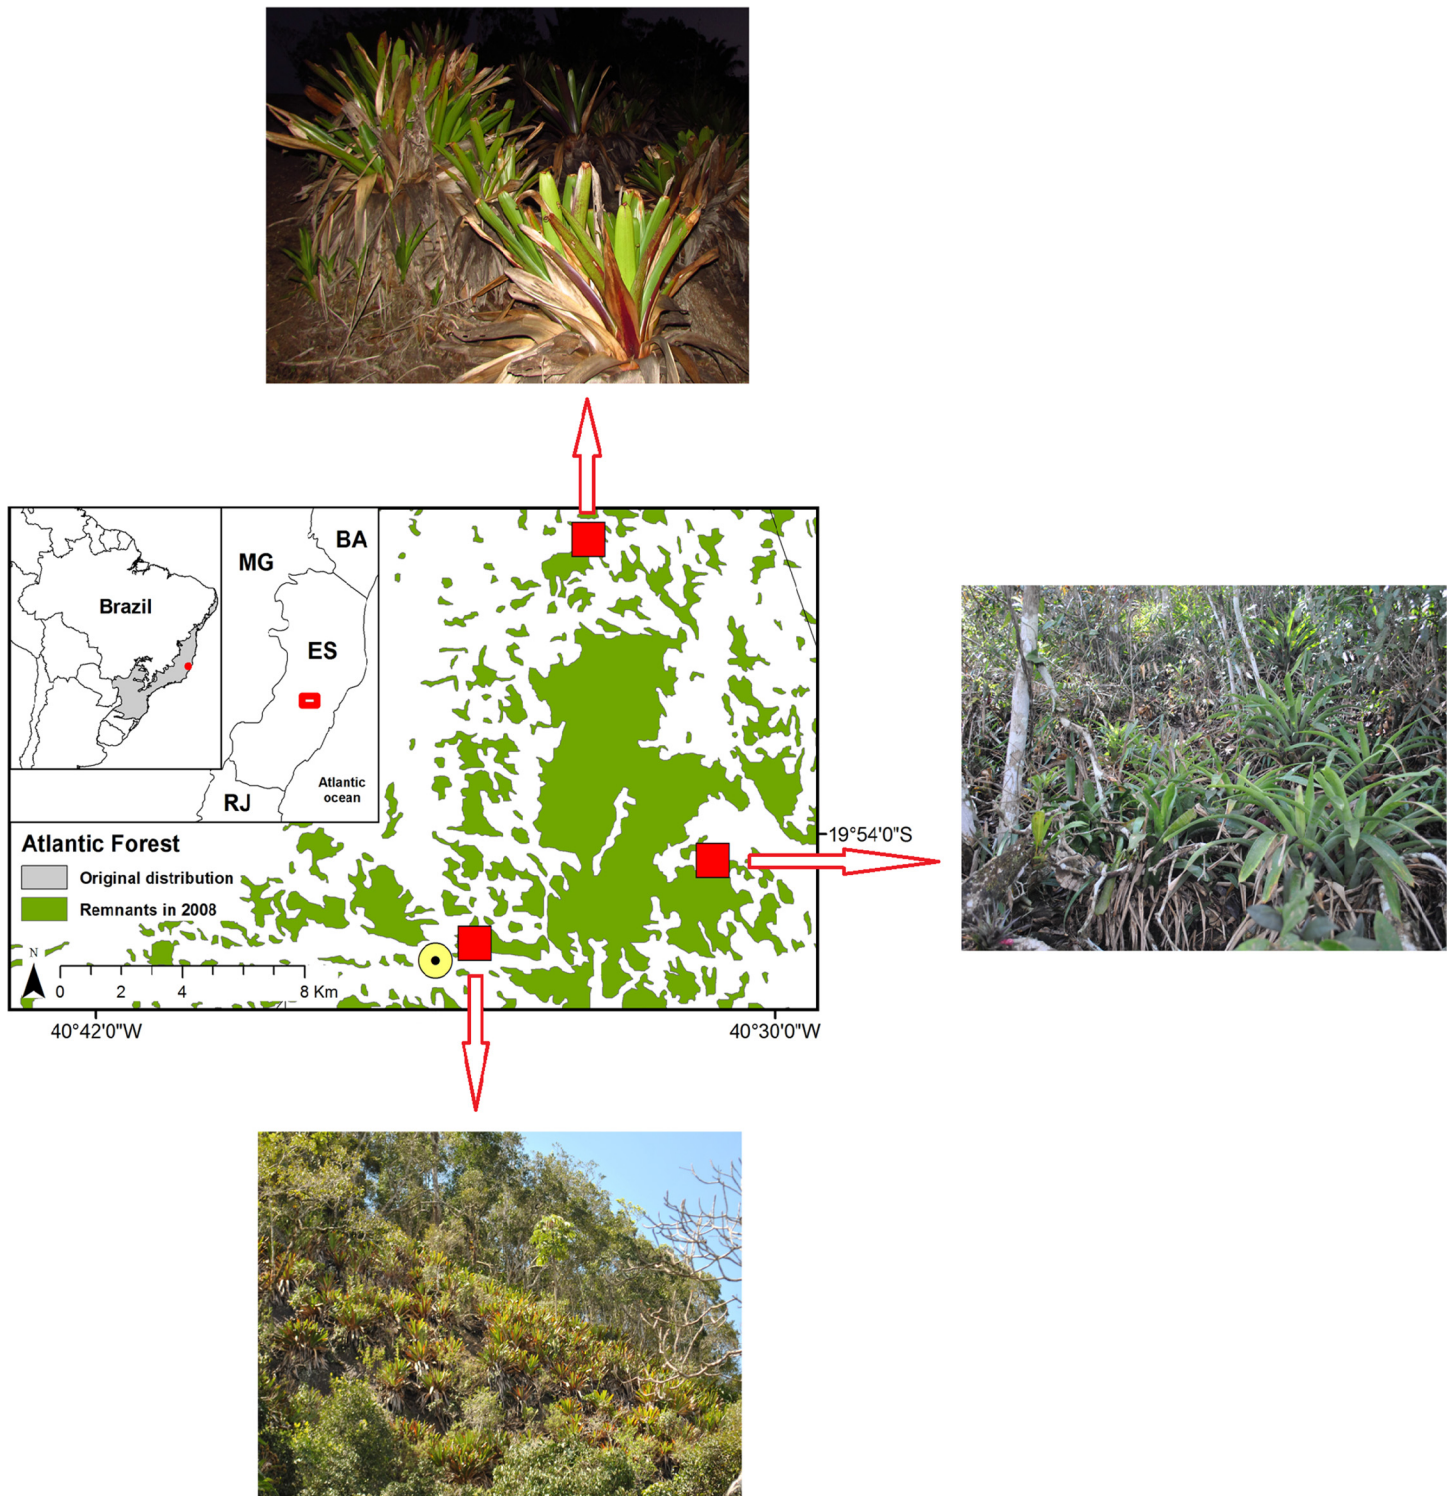 BA
MG
Brazil
ES
Atlantic
ocean
RJ
Atlantic Forest
19°54'0"S
Original distribution
Remnants in 2008
N
0 2 4 8 Km
40°42'0"W
40°30'0"W